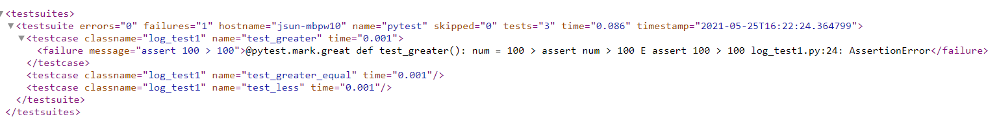 <testsuites>
<testsuite errors="0" failures="1" hostname="jsun-mbpw10" name="pytest" skipped="0" tests="3" time="0.086" timestamp="2021-05-25T16:22:24.364799">
<testcase classname="log_test1" name="test_greater" time="0.001">
<failure message="assert 100 > 100">@pytest.mark.great def test_greater(): num = 100 > assert num > 100 E assert 100 > 100 log_test1.py:24: AssertionError</failure>
</testcase>
<testcase classname="log_test1" name="test_greater_equal" time="0.001"/>
<testcase classname="log_test1" name="test_less" time="0.001"/>
</testsuite>
</testsuites>